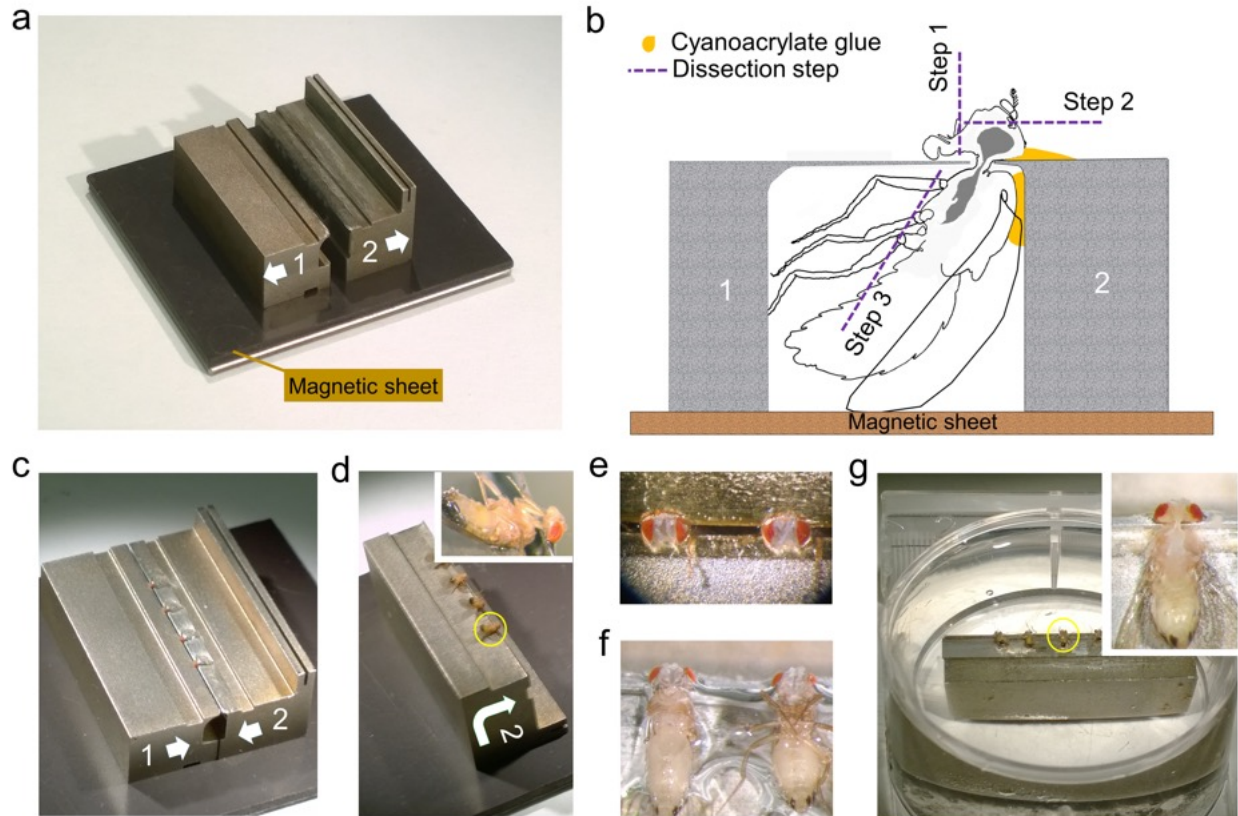 a
1
2
Magnetic sheet
b
Cyanoacrylate glue
Dissection step
Step 1
Step 2
Step 3
1
2
Magnetic sheet
c
1
2
d
2
e
f
g